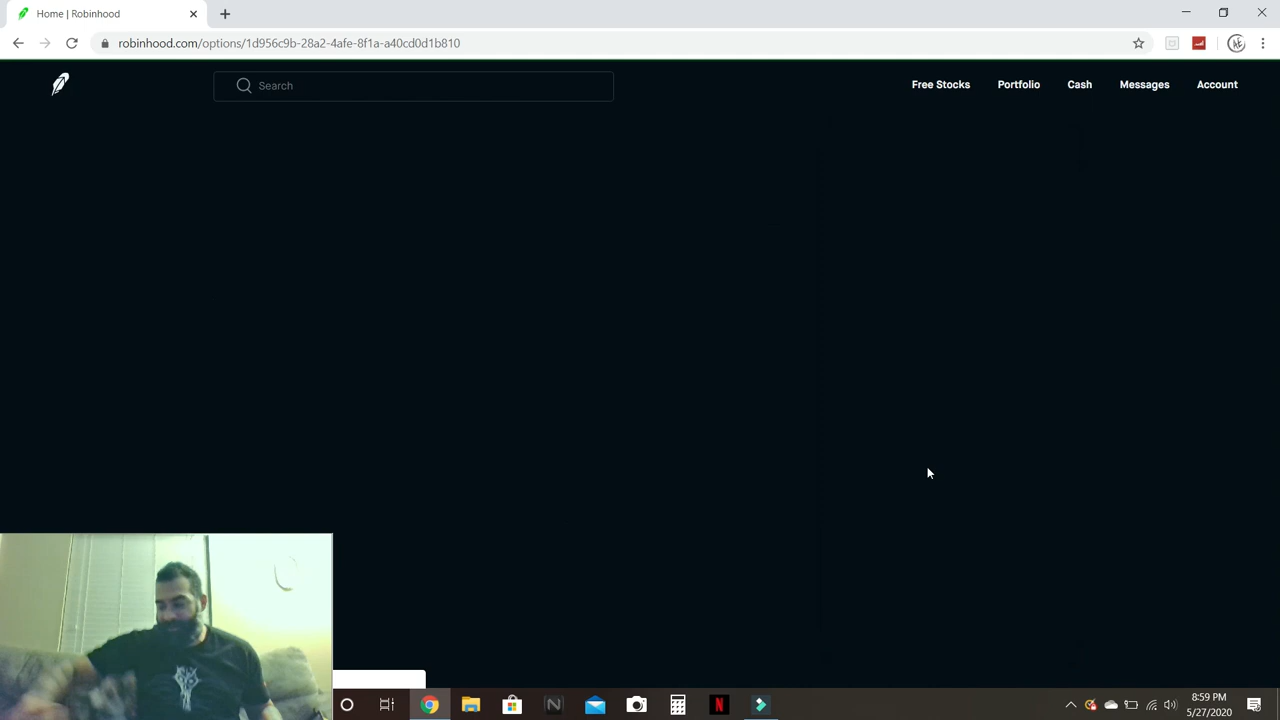 Home | Robinhood
robinhood.com/options/1d956c9b-28a2-4afe-8f1a-a40cd0d1b810
Search
Free Stocks
Portfolio
Cash
Messages
Account
8:59 PM
5/27/2020